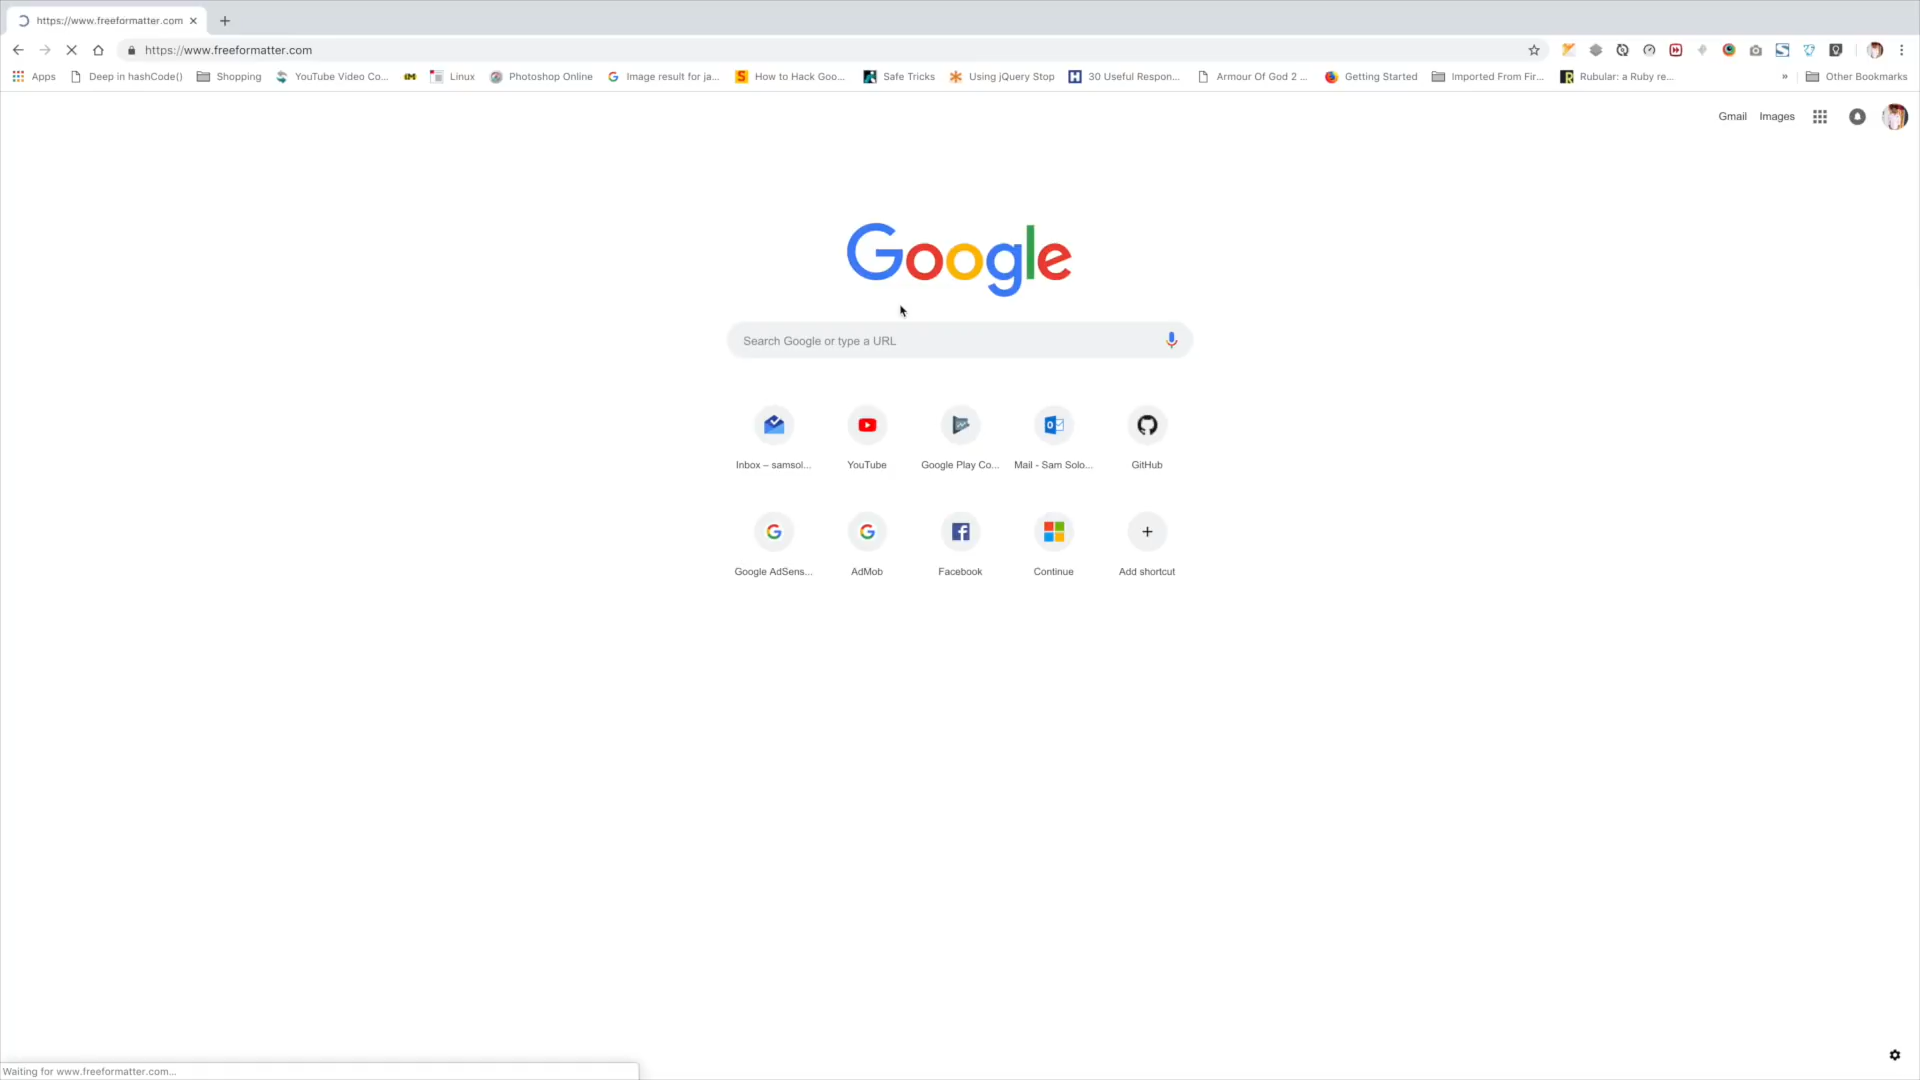 https://www.freeformatter.com
https://www.freeformatter.com
Apps Deep in hashCode() Shopping YouTube Video Co... IM Linux Photoshop Online Image result for ja... How to Hack Goo... Safe Tricks Using jQuery Stop 30 Useful Respon... Armour Of God 2 ... Getting Started Imported From Fir... Rubular: a Ruby re... » Other Bookmarks
Gmail Images
Google
Search Google or type a URL
Inbox – samsol... YouTube Google Play Co... Mail - Sam Solo... GitHub
Google AdSens... AdMob Facebook Continue Add shortcut
Waiting for www.freeformatter.com...